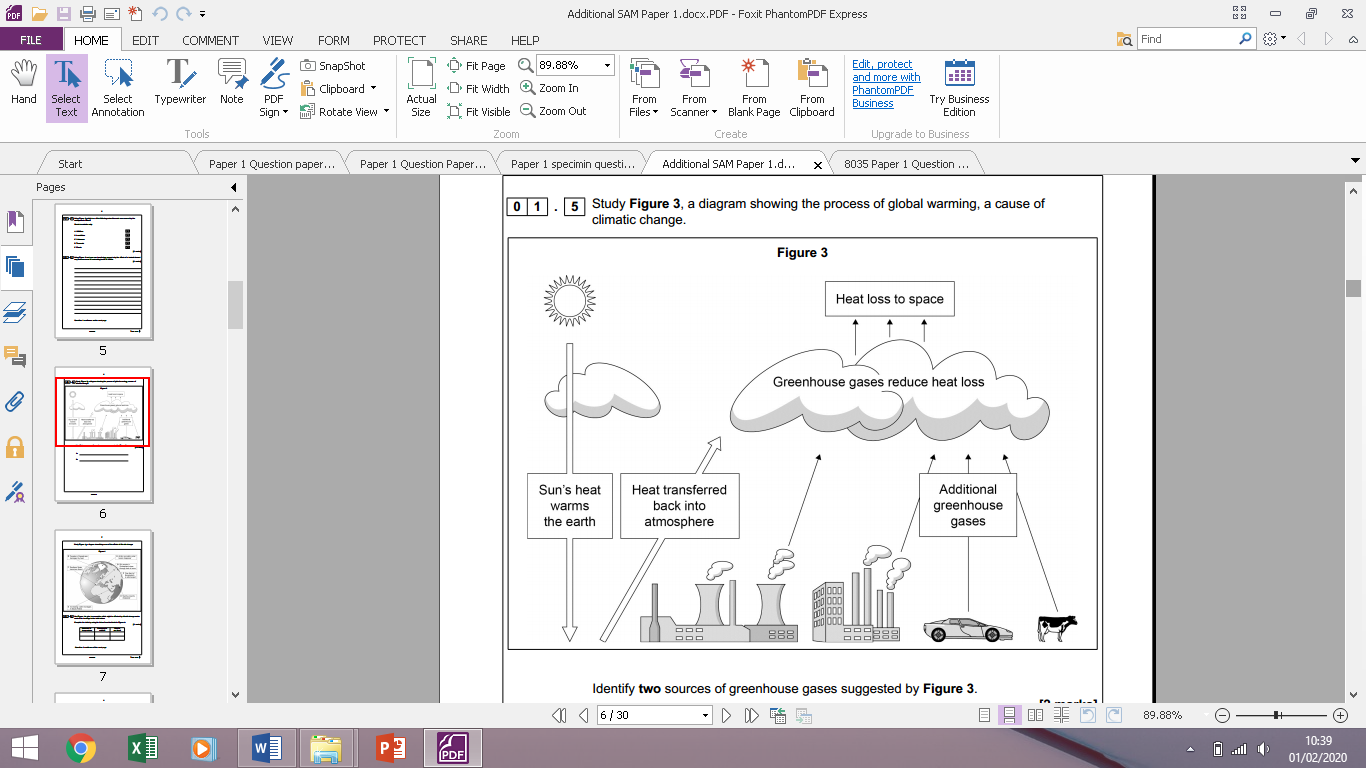 Additional SAM Paper 1.docx.PDF - Foxit PhantomPDF Express
FILE HOME EDIT COMMENT VIEW FORM PROTECT SHARE HELP
Find
Hand
Select Text
Select Annotation
Typewriter
Note
PDF Sign
SnapShot
Clipboard
Rotate View
Tools
Actual Size
Fit Page
Fit Width
Fit Visible
89.88%
Zoom In
Zoom Out
Zoom
From Files
From Scanner
From Blank Page
From Clipboard
Create
Edit, protect
and more with
PhantomPDF
Business
Try Business
Edition
Upgrade to Business
Start
Paper 1 Question paper...
Paper 1 Question Paper...
Paper 1 specimin questi...
Additional SAM Paper 1.d...
8035 Paper 1 Question ...
Pages
5
6
7
0 1 . 5 Study Figure 3, a diagram showing the process of global warming, a cause of
climatic change.
Figure 3
Heat loss to space
Greenhouse gases reduce heat loss
Sun's heat
warms
the earth
Heat transferred
back into
atmosphere
Additional
greenhouse
gases
Identify two sources of greenhouse gases suggested by Figure 3.
[2 marks]
6 / 30
89.88%
PDF
10:39
01/02/2020